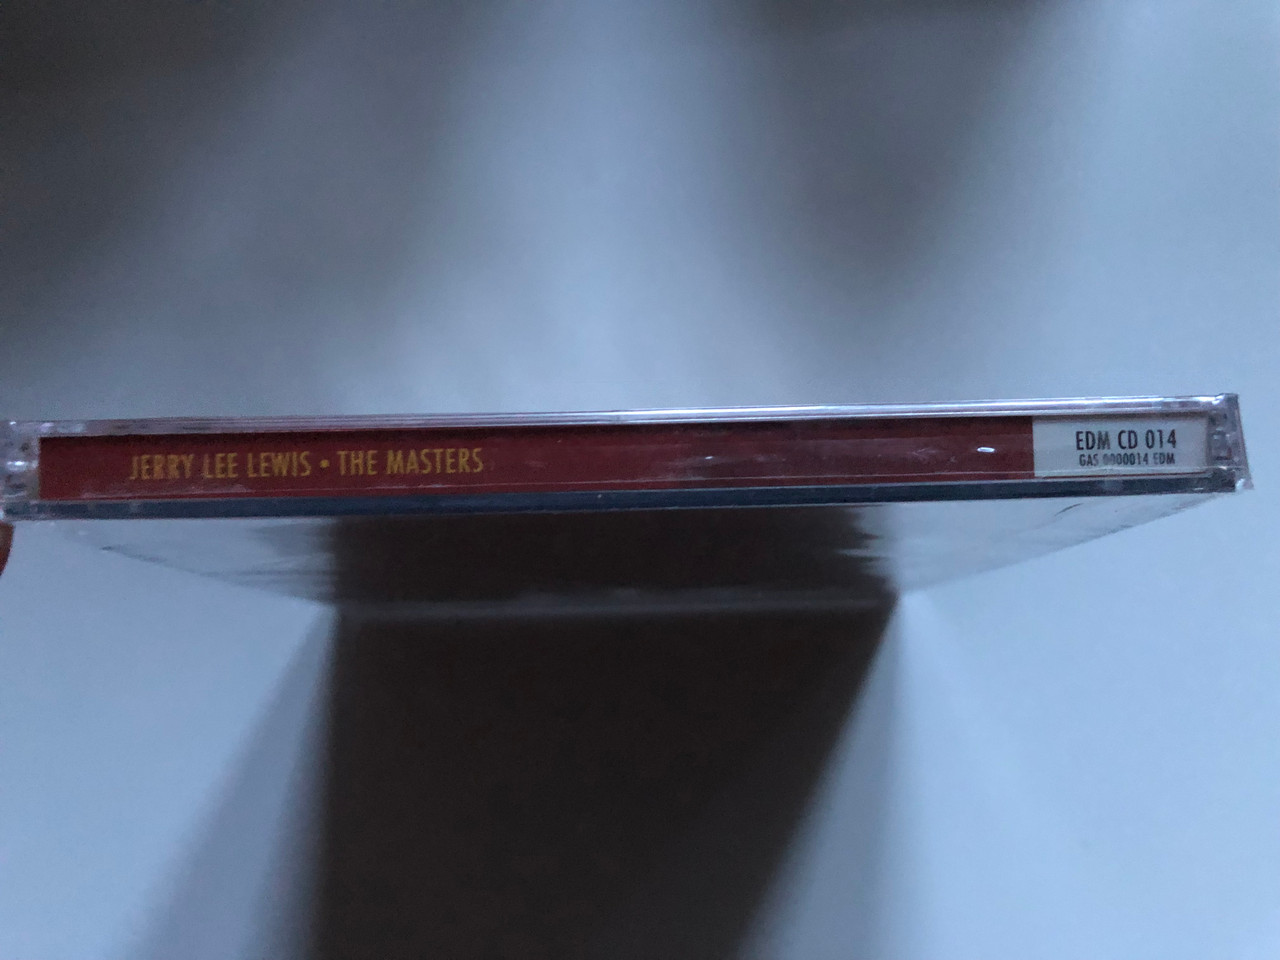 JERRY LEE LEWIS • THE MASTERS
EDM CD 014
GAS 0000014 EDM